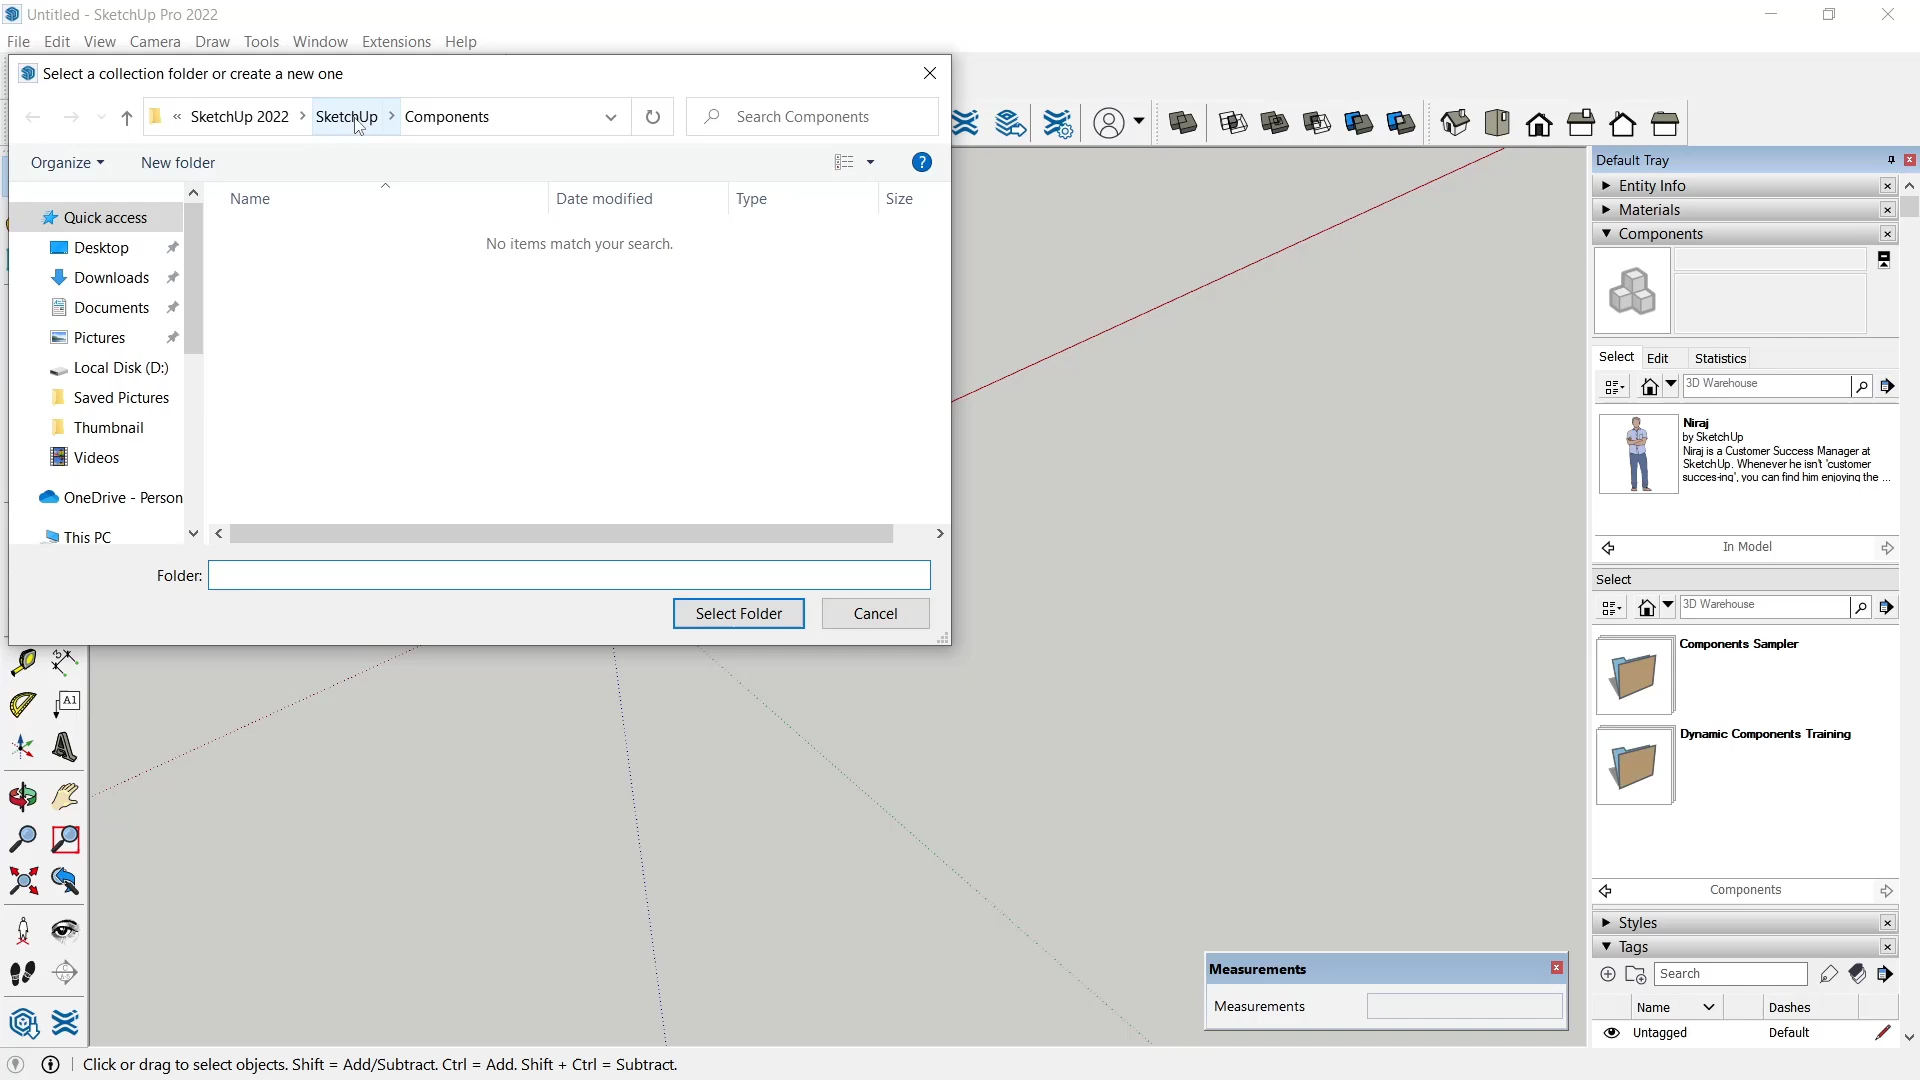 Untitled - SketchUp Pro 2022
File Edit View Camera Draw Tools Window Extensions Help
Select a collection folder or create a new one
« SketchUp 2022 > SketchUp > Components
Search Components
Organize New folder
Name Date modified Type Size
No items match your search.
Quick access
Desktop
Downloads
Documents
Pictures
Local Disk (D:)
Saved Pictures
Thumbnail
Videos
OneDrive - Person
This PC
Folder:
Select Folder Cancel
Default Tray
Entity Info
Materials
Components
Select Edit Statistics
3D Warehouse
Niraj
by SketchUp
Niraj is a Customer Success Manager at
SketchUp. Whenever he isn't 'customer
succes-ing', you can find him enjoying the ...
In Model
Select
3D Warehouse
Components Sampler
Dynamic Components Training
Components
Styles
Tags
Search
Name Dashes
Untagged Default
A1
Measurements
Measurements
Click or drag to select objects. Shift = Add/Subtract. Ctrl = Add. Shift + Ctrl = Subtract.